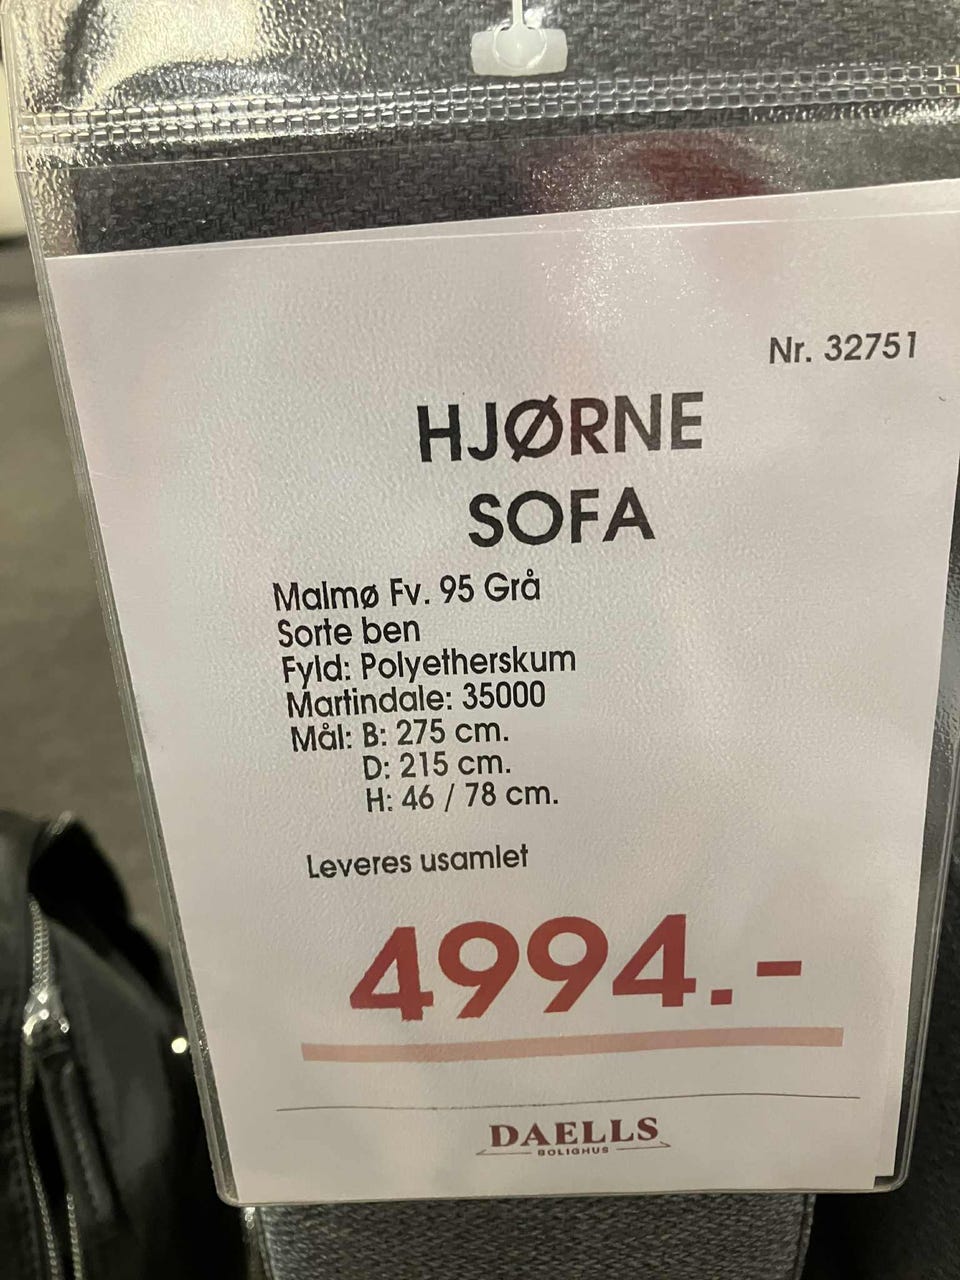 Nr. 32751
HJØRNE
SOFA
Malmø Fv. 95 Grå
Sorte ben
Fyld: Polyetherskum
Martindale: 35000
Mål: B: 275 cm.
D: 215 cm.
H: 46 / 78 cm.
Leveres usamlet
4994.-
DAELLS
BOLIGHUS